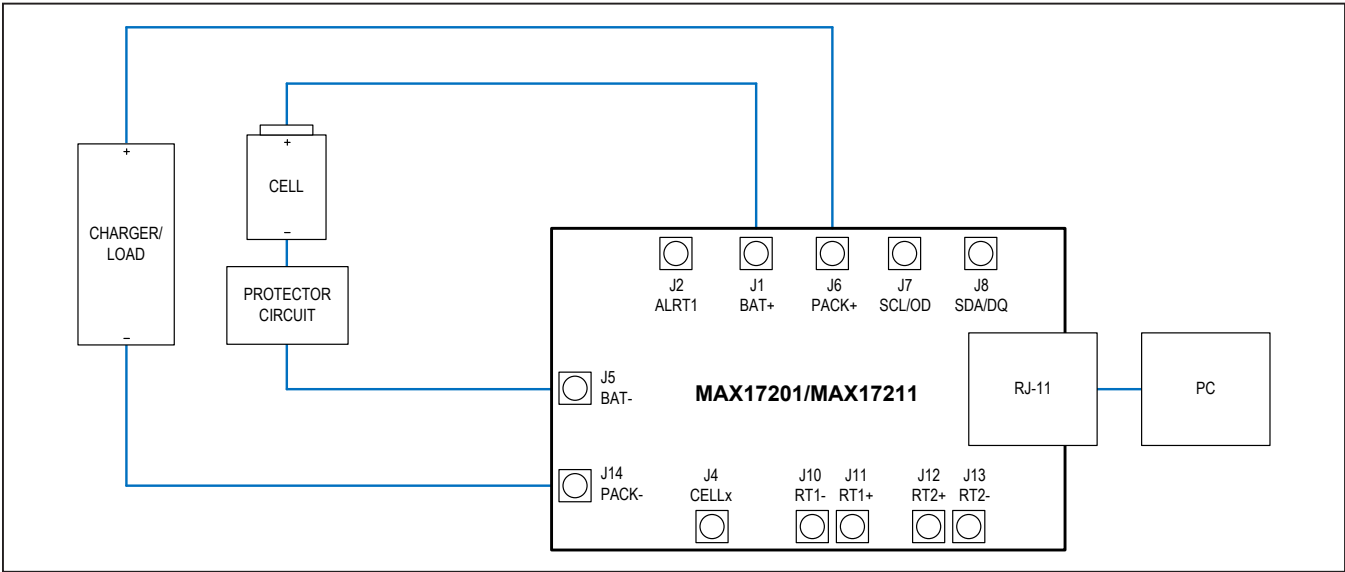 +
CHARGER/
LOAD
−
+
CELL
−
PROTECTOR
CIRCUIT
J2
ALRT1
J1
BAT+
J6
PACK+
J7
SCL/OD
J8
SDA/DQ
J5
BAT-
MAX17201/MAX17211
RJ-11
PC
J14
PACK-
J4
CELLx
J10
RT1-
J11
RT1+
J12
RT2+
J13
RT2-